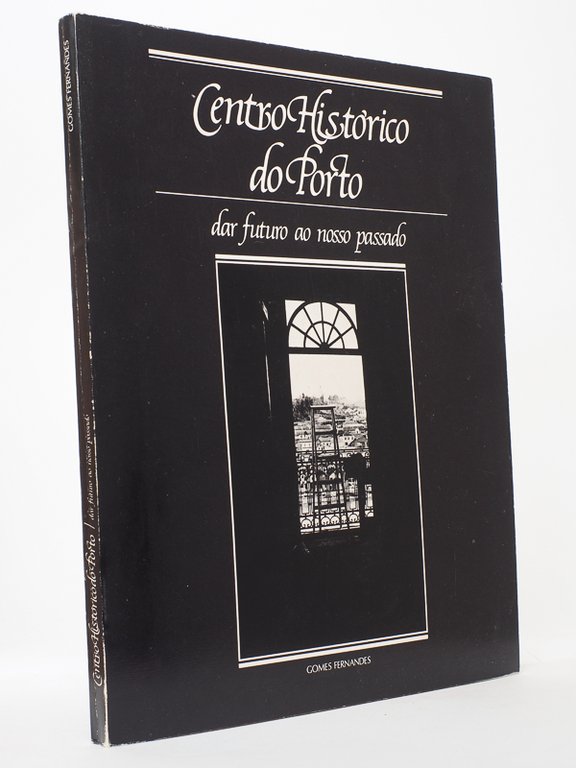 Centro Histórico
do Porto
dar futuro ao nosso passado
GOMES FERNANDES
GOMES FERNANDES
Centro Histórico do Porto / dar futuro ao nosso passado